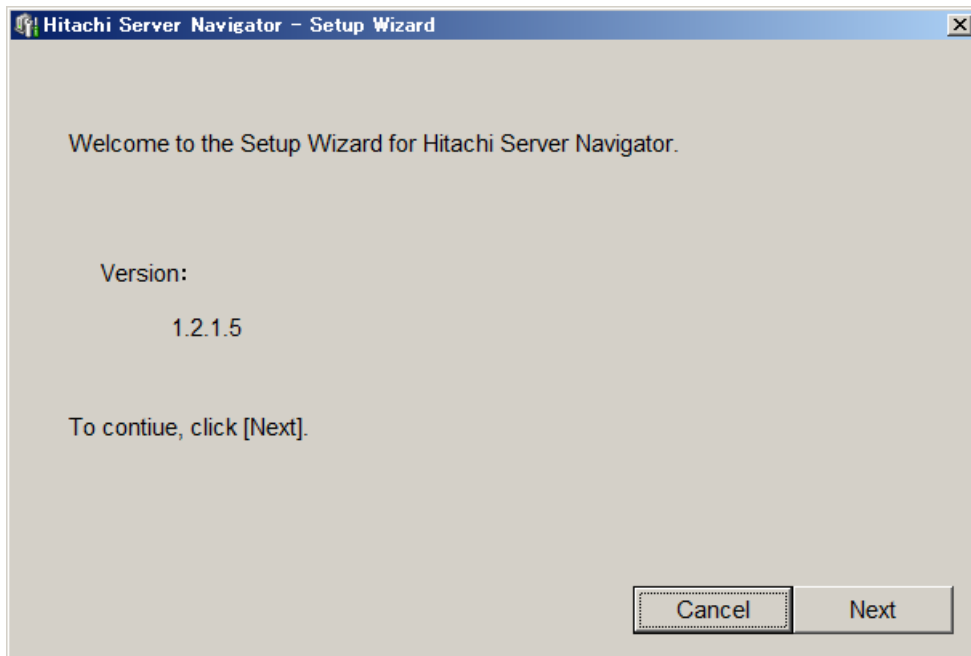 Hitachi Server Navigator - Setup Wizard
Welcome to the Setup Wizard for Hitachi Server Navigator.
Version:
1.2.1.5
To contiue, click [Next].
Cancel
Next